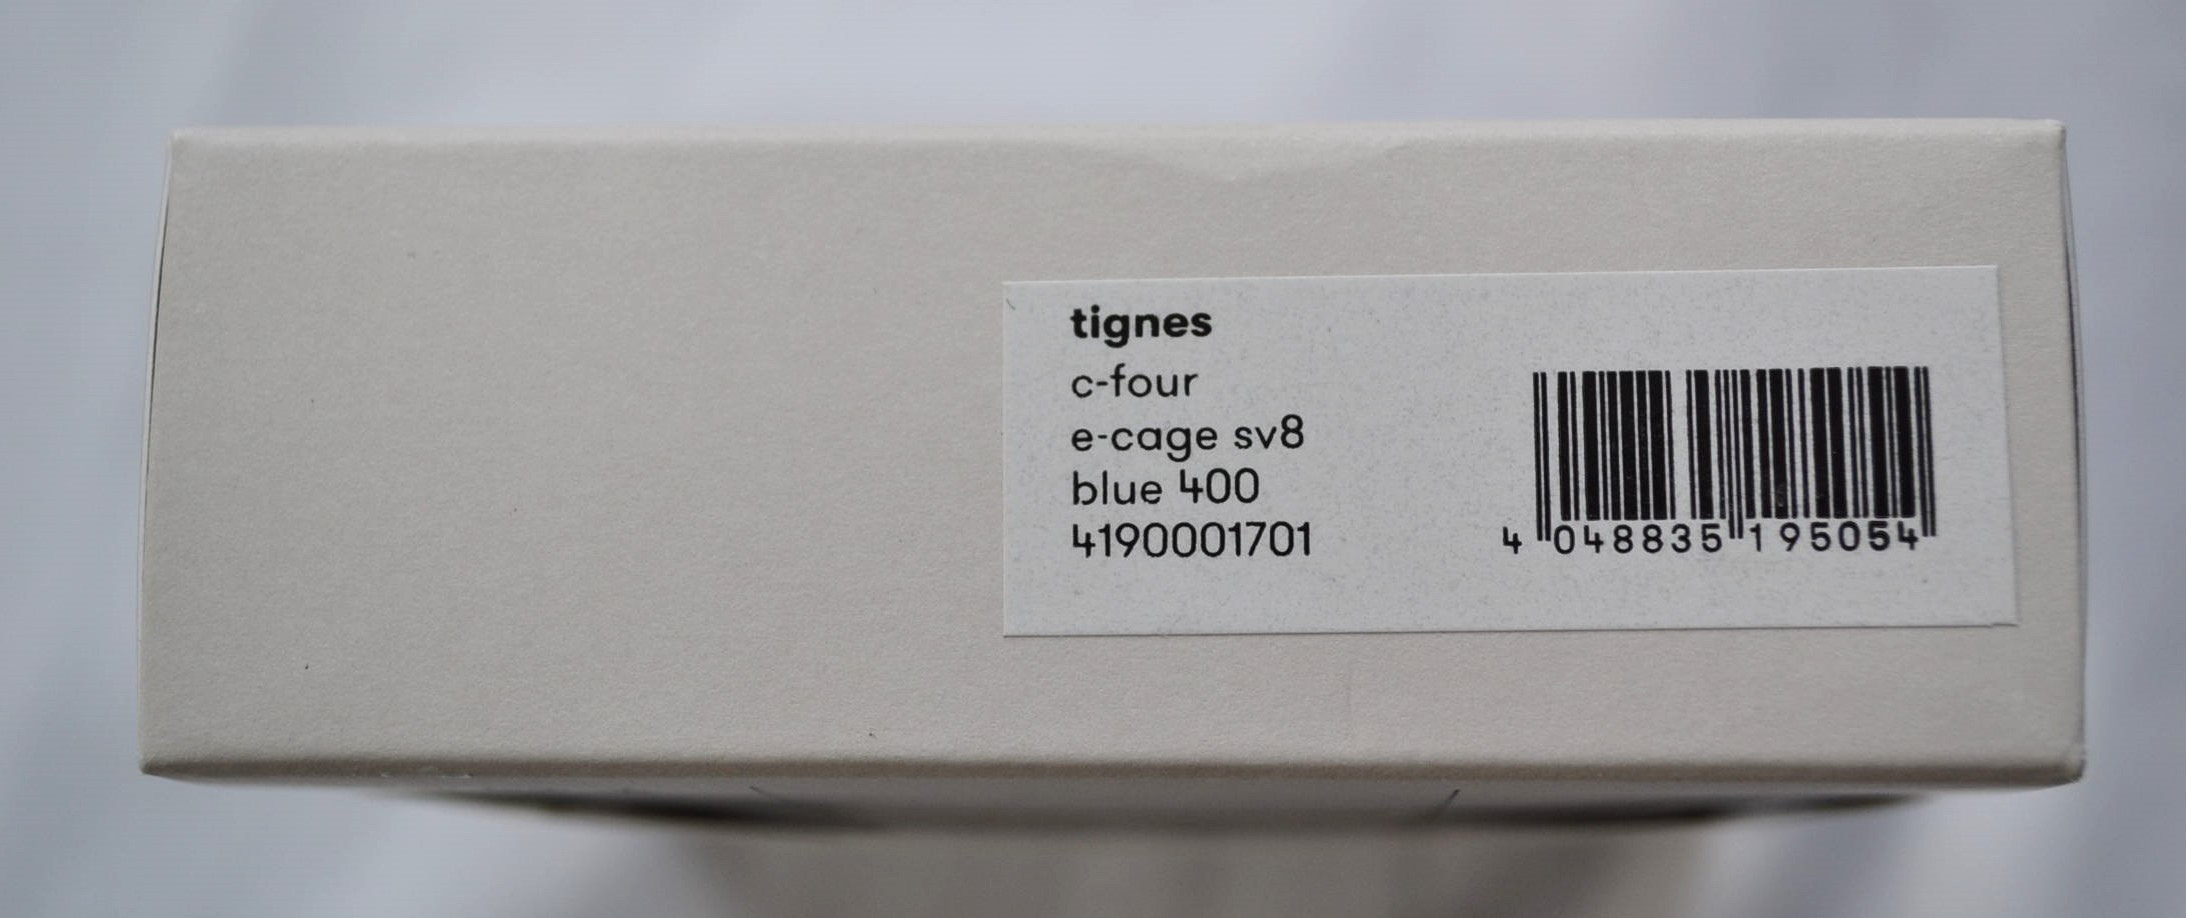 tignes
c-four
e-cage sv8
blue 400
4190001701
4 048835 195054